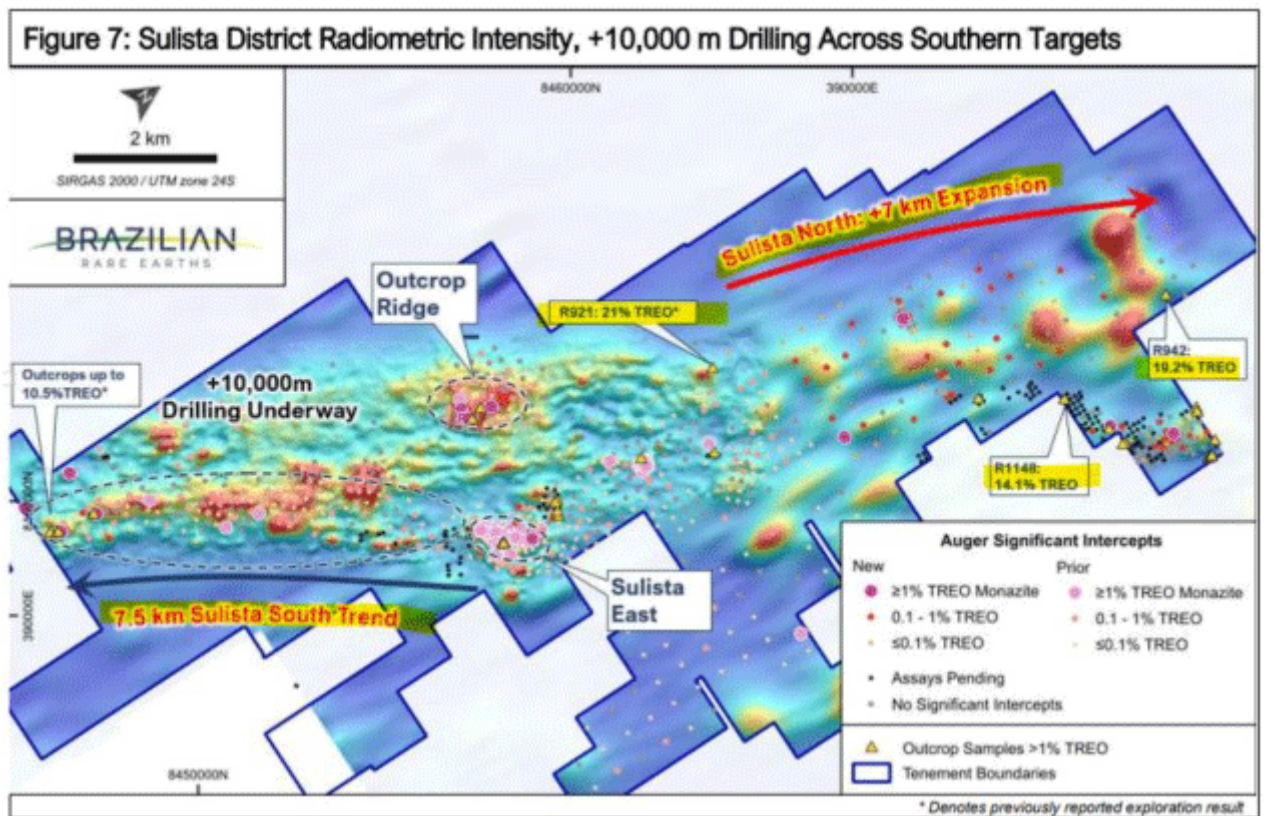 Figure 7: Sulista District Radiometric Intensity, +10,000 m Drilling Across Southern Targets
8460000N
390000E
Z
2 km
SIRGAS 2000 / UTM zone 24S
BRAZILIAN
RARE EARTHS
Sulista North: +7 km Expansion
Outcrop
Ridge
R921: 21% TREO*
R942:
19.2% TREO
Outcrops up to
10.5%TREO*
+10,000m
Drilling Underway
R1148:
14.1% TREO
Sulista
East
7.5 km Sulista South Trend
390000E
8450000N
Auger Significant Intercepts
New
≥1% TREO Monazite
0.1 - 1% TREO
≤0.1% TREO
Prior
≥1% TREO Monazite
0.1 - 1% TREO
≤0.1% TREO
Assays Pending
No Significant Intercepts
Outcrop Samples >1% TREO
Tenement Boundaries
* Denotes previously reported exploration result